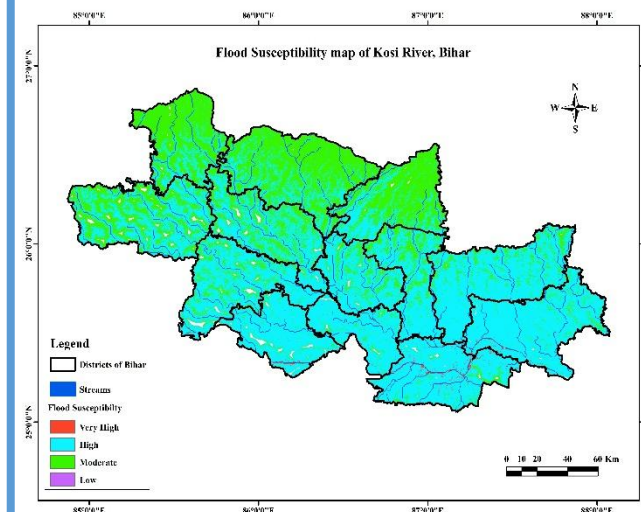 85°0'0"E 86°0'0"E 87°0'0"E 88°0'0"E
Flood Susceptibility map of Kosi River, Bihar
27°0'0"N
N
W E
S
26°0'0"N
25°0'0"N
Legend
Districts of Bihar
Streams
Flood Susceptibilty
Very High
High
Moderate
Low
0 10 20 40 60 Km
85°0'0"E 86°0'0"E 87°0'0"E 88°0'0"E